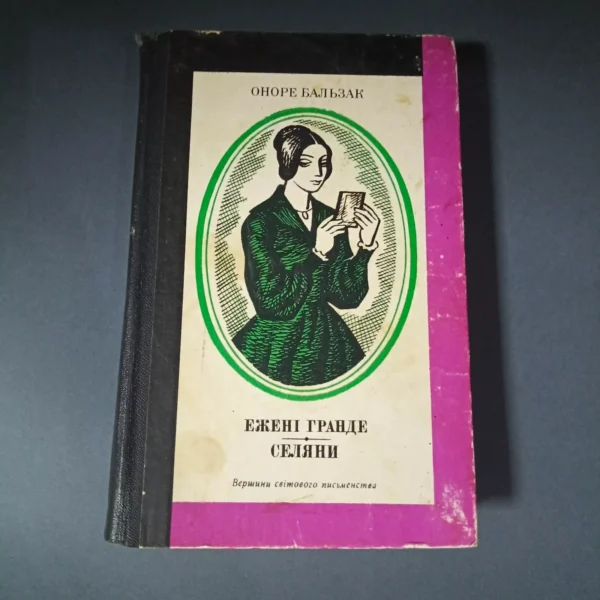 ОНОРЕ БАЛЬЗАК
ЕЖЕНІ ГРАНДЕ
СЕЛЯНИ
Вершини світового письменства